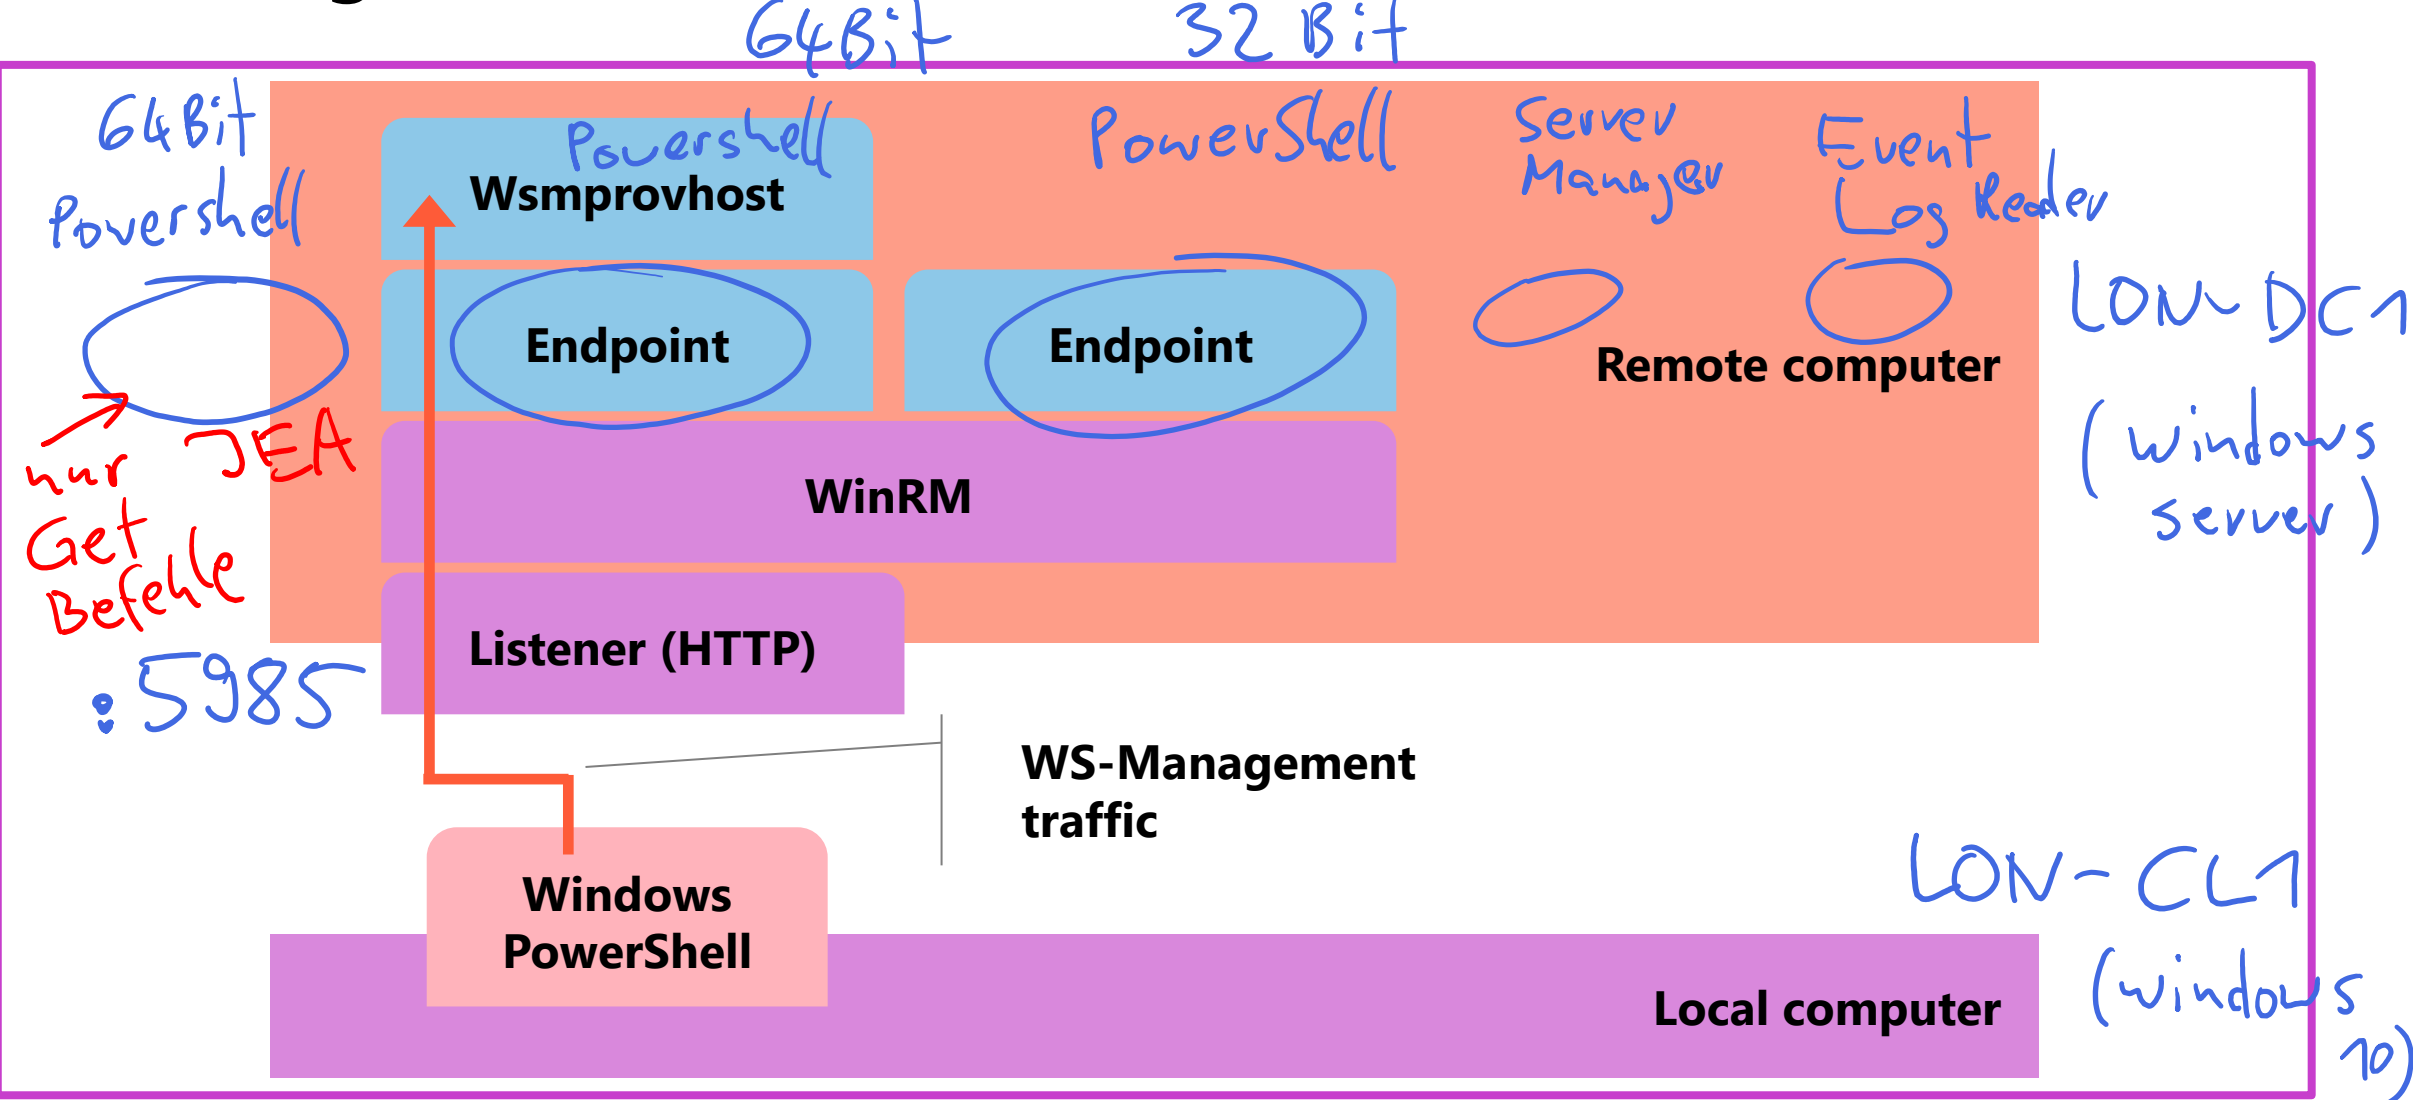 64Bit
32 Bit
64Bit
Powershell
Powershell
PowerShell
Server
Manager
Event
Log Reader
Wsmprovhost
Endpoint
Endpoint
Remote computer
LON-DC1
(windows
server)
nur JEA
Get
Befehle
WinRM
Listener (HTTP)
:5985
WS-Management
traffic
Windows
PowerShell
LON-CL1
(windows
10)
Local computer